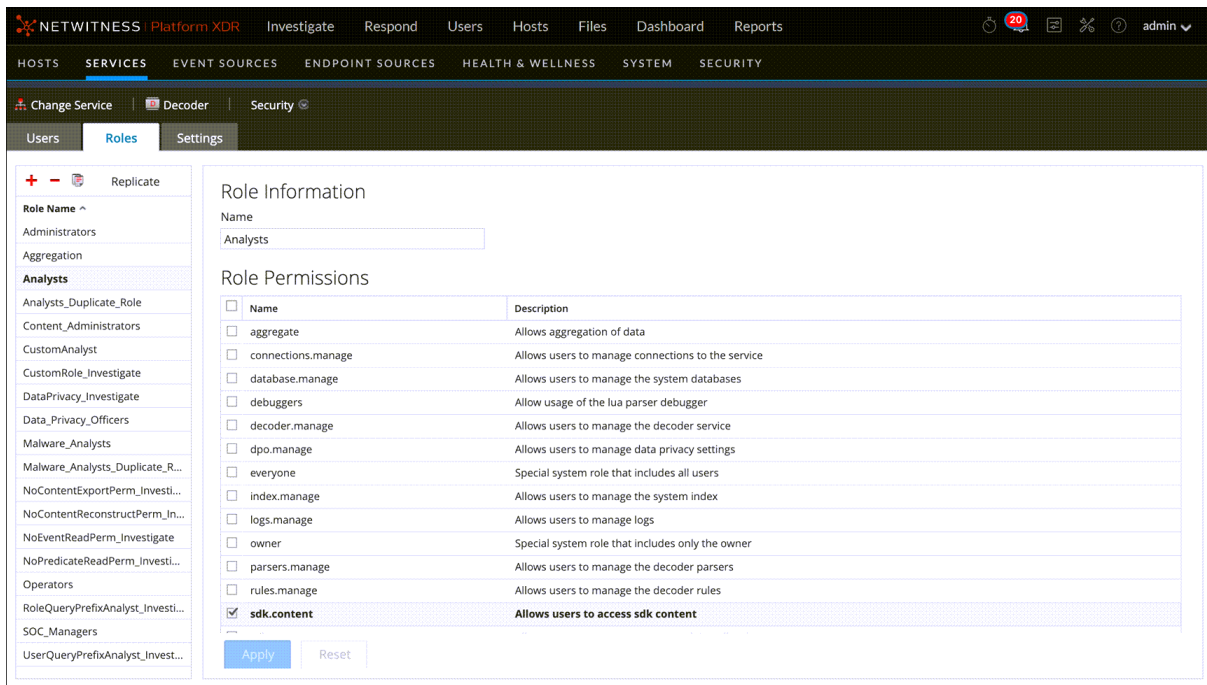 NETWITNESS Platform XDR Investigate Respond Users Hosts Files Dashboard Reports 20 admin
HOSTS SERVICES EVENT SOURCES ENDPOINT SOURCES HEALTH & WELLNESS SYSTEM SECURITY
Change Service Decoder Security
Users Roles Settings
Replicate
Role Name
Administrators
Aggregation
Analysts
Analysts_Duplicate_Role
Content_Administrators
CustomAnalyst
CustomRole_Investigate
DataPrivacy_Investigate
Data_Privacy_Officers
Malware_Analysts
Malware_Analysts_Duplicate_R...
NoContentExportPerm_Investi...
NoContentReconstructPerm_In...
NoEventReadPerm_Investigate
NoPredicateReadPerm_Investi...
Operators
RoleQueryPrefixAnalyst_Investi...
SOC_Managers
UserQueryPrefixAnalyst_Invest...
Role Information
Name
Analysts
Role Permissions
Name Description
aggregate Allows aggregation of data
connections.manage Allows users to manage connections to the service
database.manage Allows users to manage the system databases
debuggers Allow usage of the lua parser debugger
decoder.manage Allows users to manage the decoder service
dpo.manage Allows users to manage data privacy settings
everyone Special system role that includes all users
index.manage Allows users to manage the system index
logs.manage Allows users to manage logs
owner Special system role that includes only the owner
parsers.manage Allows users to manage the decoder parsers
rules.manage Allows users to manage the decoder rules
sdk.content Allows users to access sdk content
Apply Reset